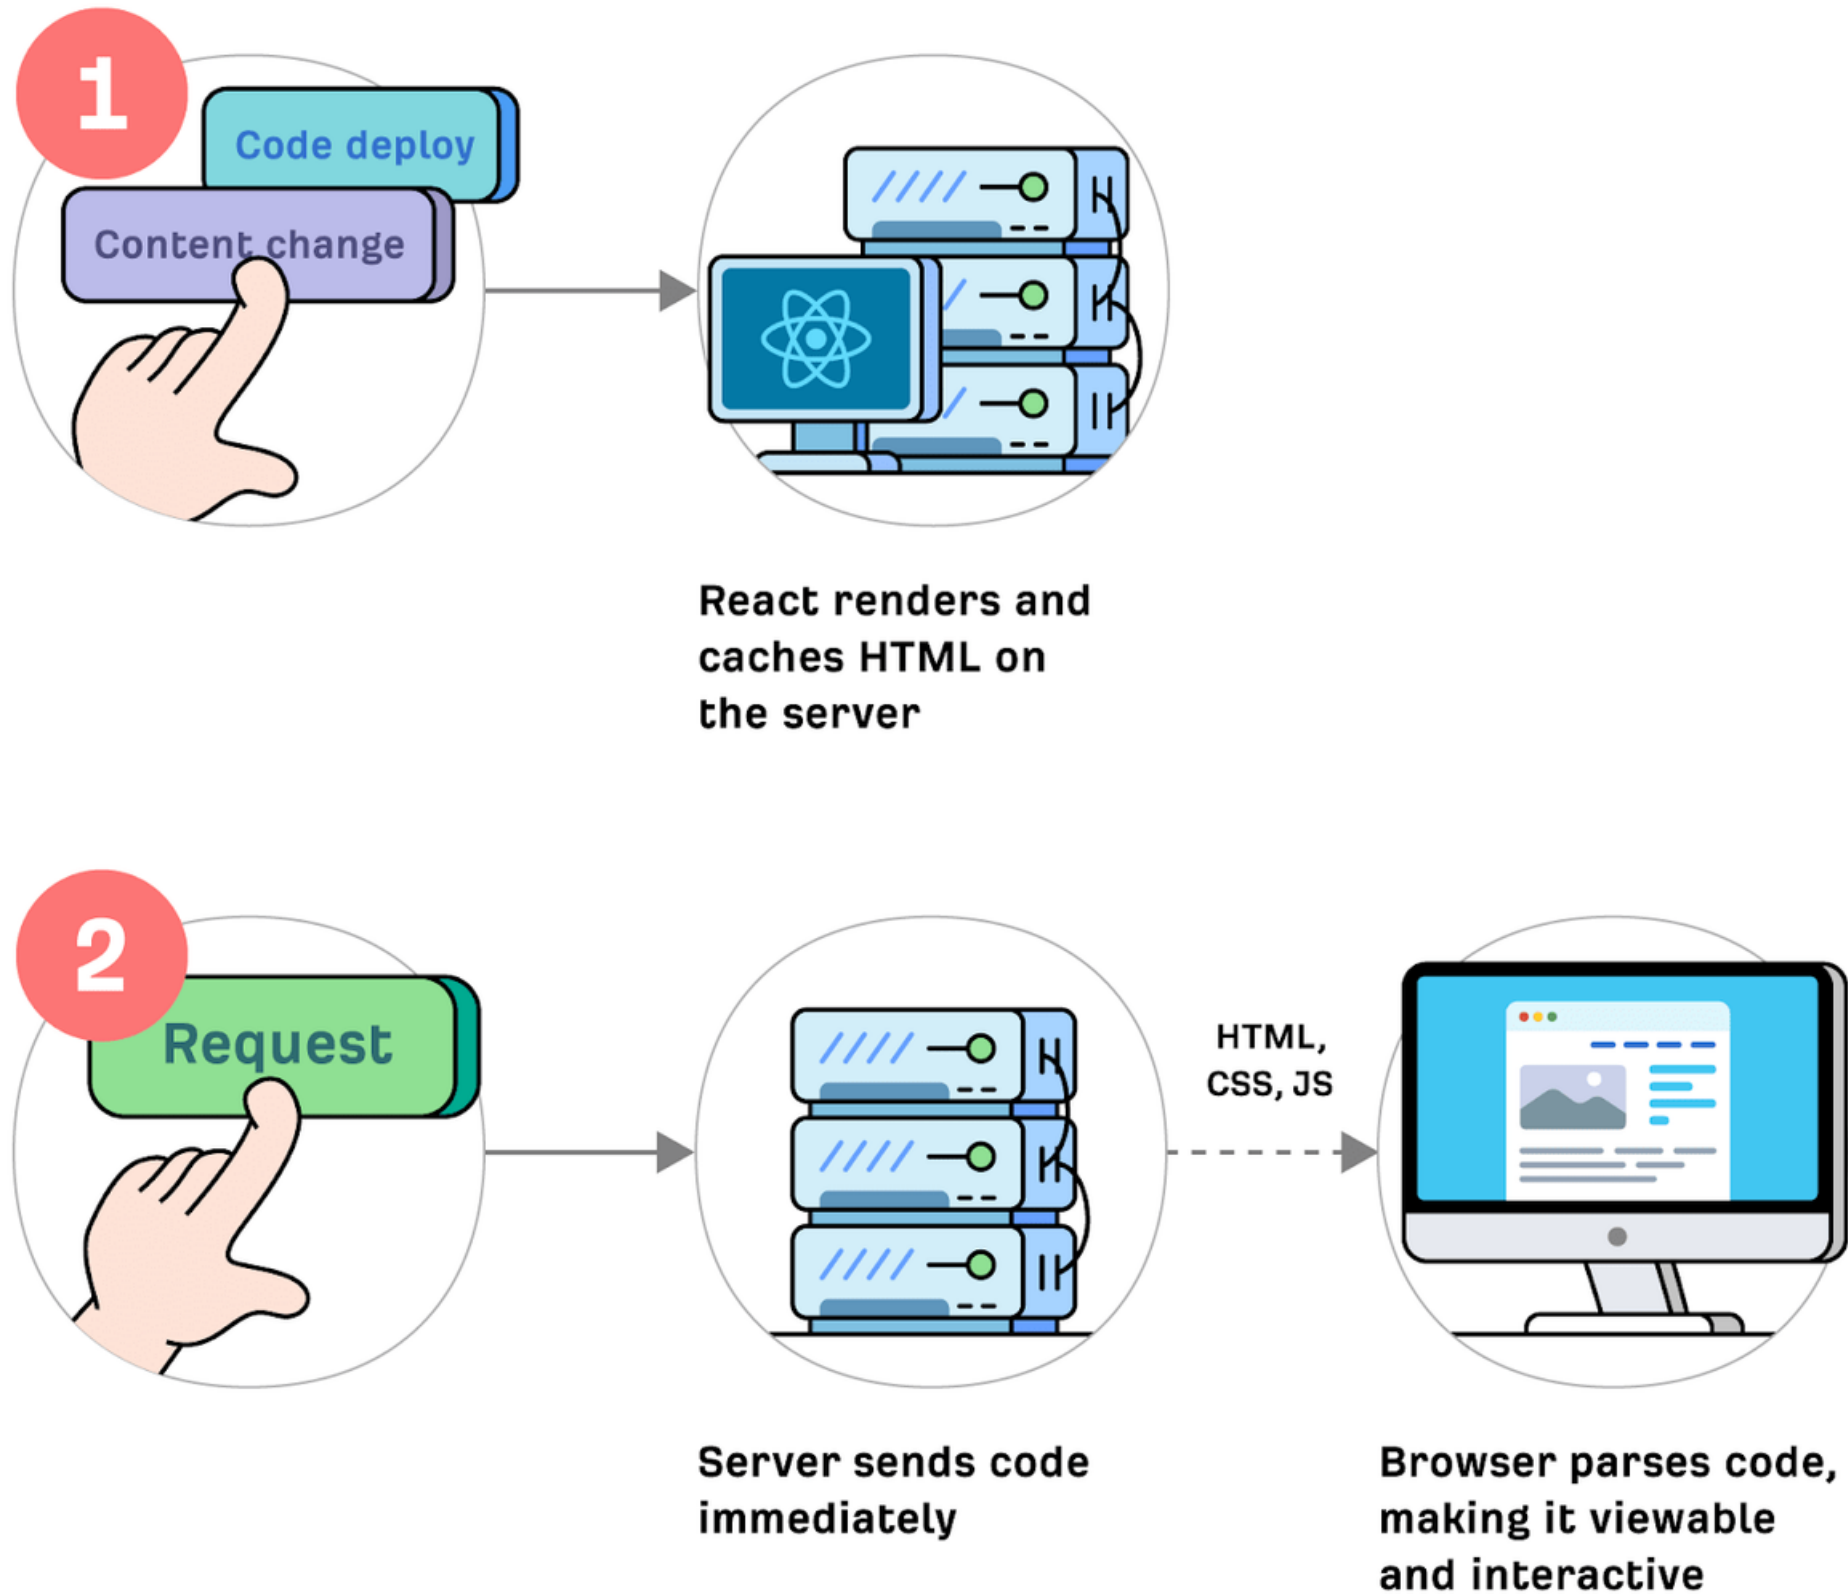 1
Code deploy
Content change
React renders and
caches HTML on
the server
2
Request
HTML,
CSS, JS
Server sends code
immediately
Browser parses code,
making it viewable
and interactive